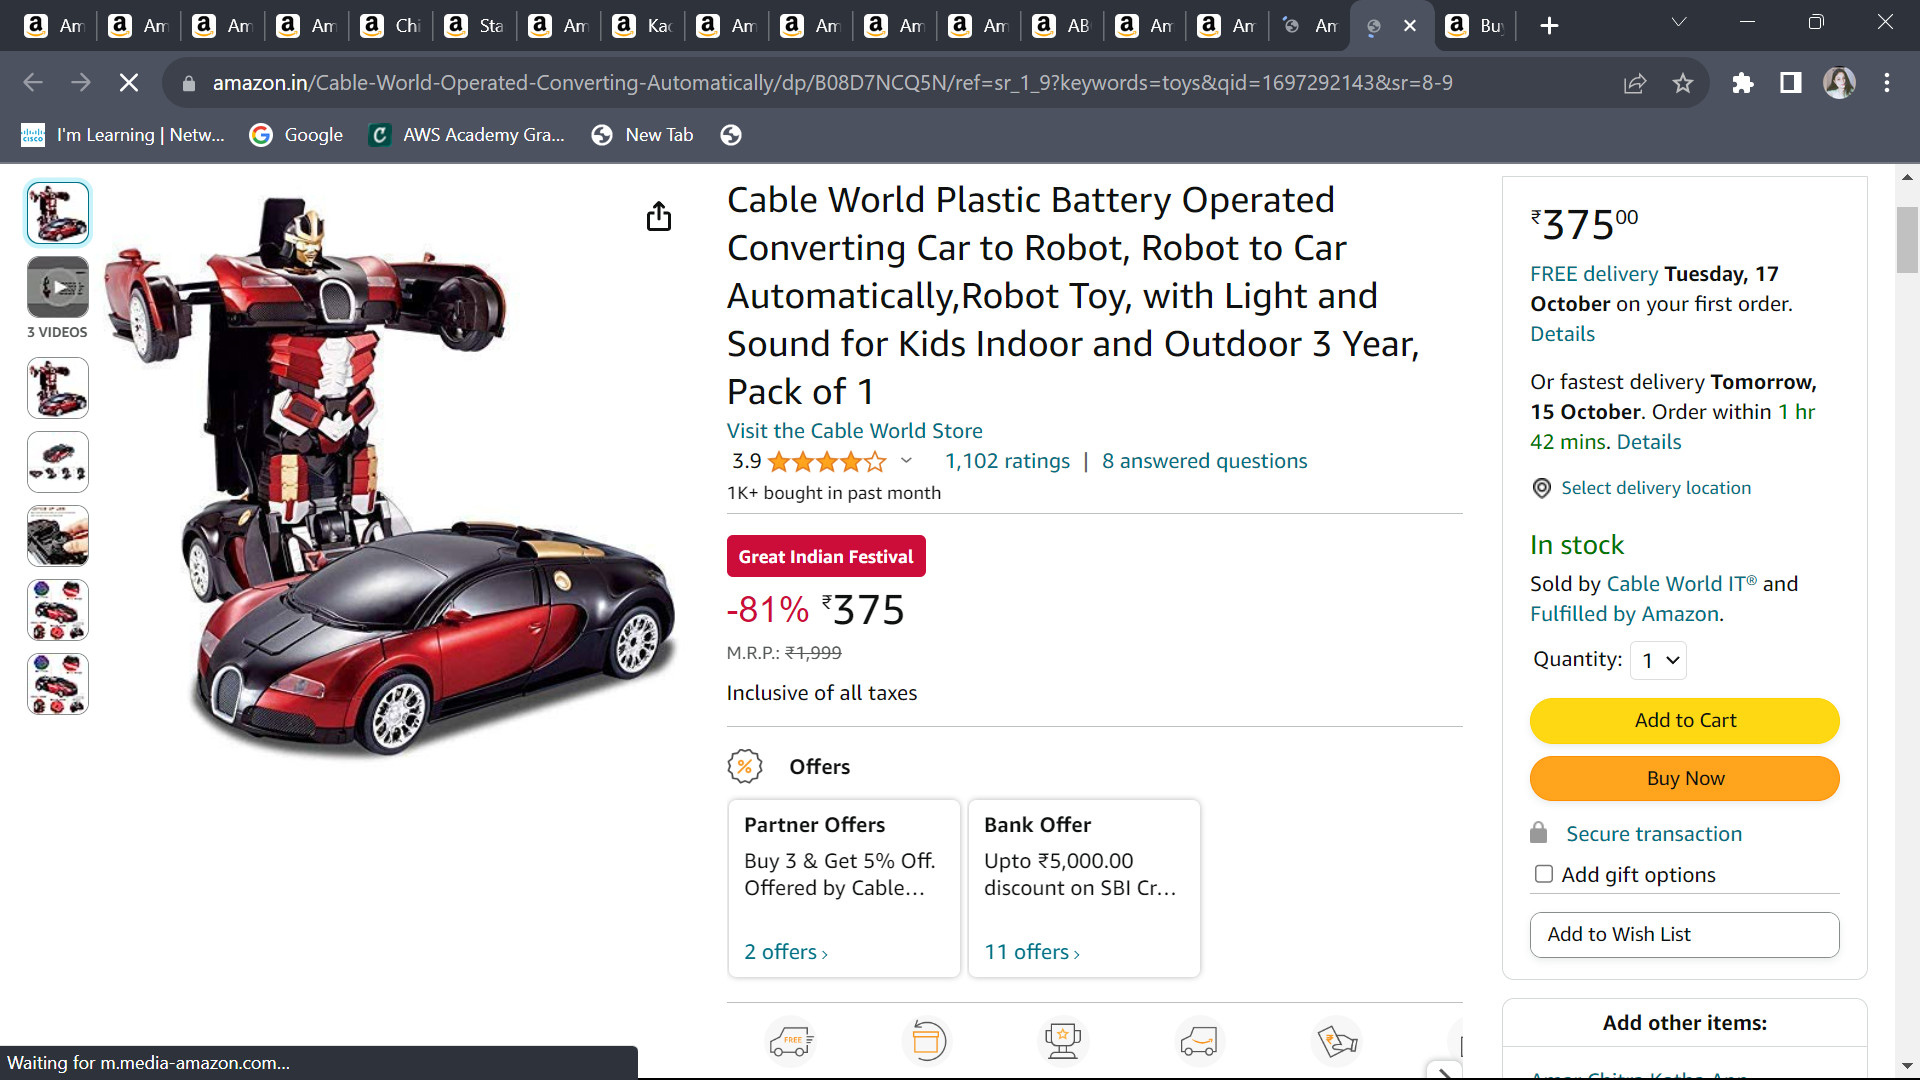 Am
Am
Am
Am
Chi
Sta
Am
Kac
Am
Am
Am
Am
AB
Am
Am
Am
Buy
amazon.in/Cable-World-Operated-Converting-Automatically/dp/B08D7NCQ5N/ref=sr_1_9?keywords=toys&qid=1697292143&sr=8-9
I'm Learning | Netw...
Google
AWS Academy Gra...
New Tab
3 VIDEOS
Cable World Plastic Battery Operated
Converting Car to Robot, Robot to Car
Automatically,Robot Toy, with Light and
Sound for Kids Indoor and Outdoor 3 Year,
Pack of 1
Visit the Cable World Store
3.9
1,102 ratings | 8 answered questions
1K+ bought in past month
Great Indian Festival
-81% ₹375
M.R.P.: ₹1,999
Inclusive of all taxes
Offers
Partner Offers
Buy 3 & Get 5% Off.
Offered by Cable...
2 offers ›
Bank Offer
Upto ₹5,000.00
discount on SBI Cr...
11 offers ›
FREE
₹37500
FREE delivery Tuesday, 17
October on your first order.
Details
Or fastest delivery Tomorrow,
15 October. Order within 1 hr
42 mins. Details
Select delivery location
In stock
Sold by Cable World IT® and
Fulfilled by Amazon.
Quantity: 1
Add to Cart
Buy Now
Secure transaction
Add gift options
Add to Wish List
Add other items:
Waiting for m.media-amazon.com...